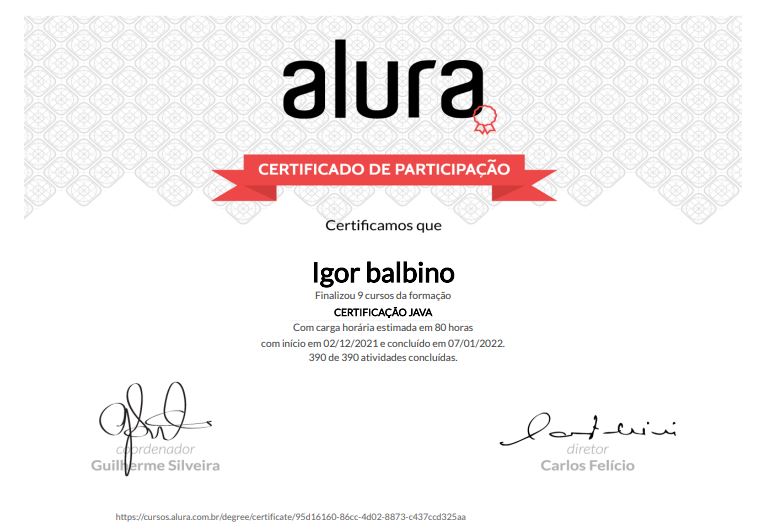 alura
CERTIFICADO DE PARTICIPAÇÃO
Certificamos que
Igor balbino
Finalizou 9 cursos da formação
CERTIFICAÇÃO JAVA
Com carga horária estimada em 80 horas
com início em 02/12/2021 e concluído em 07/01/2022.
390 de 390 atividades concluídas.
coordenador
Guilherme Silveira
diretor
Carlos Felício
https://cursos.alura.com.br/degree/certificate/95d16160-86cc-4d02-8873-c437ccd325aa